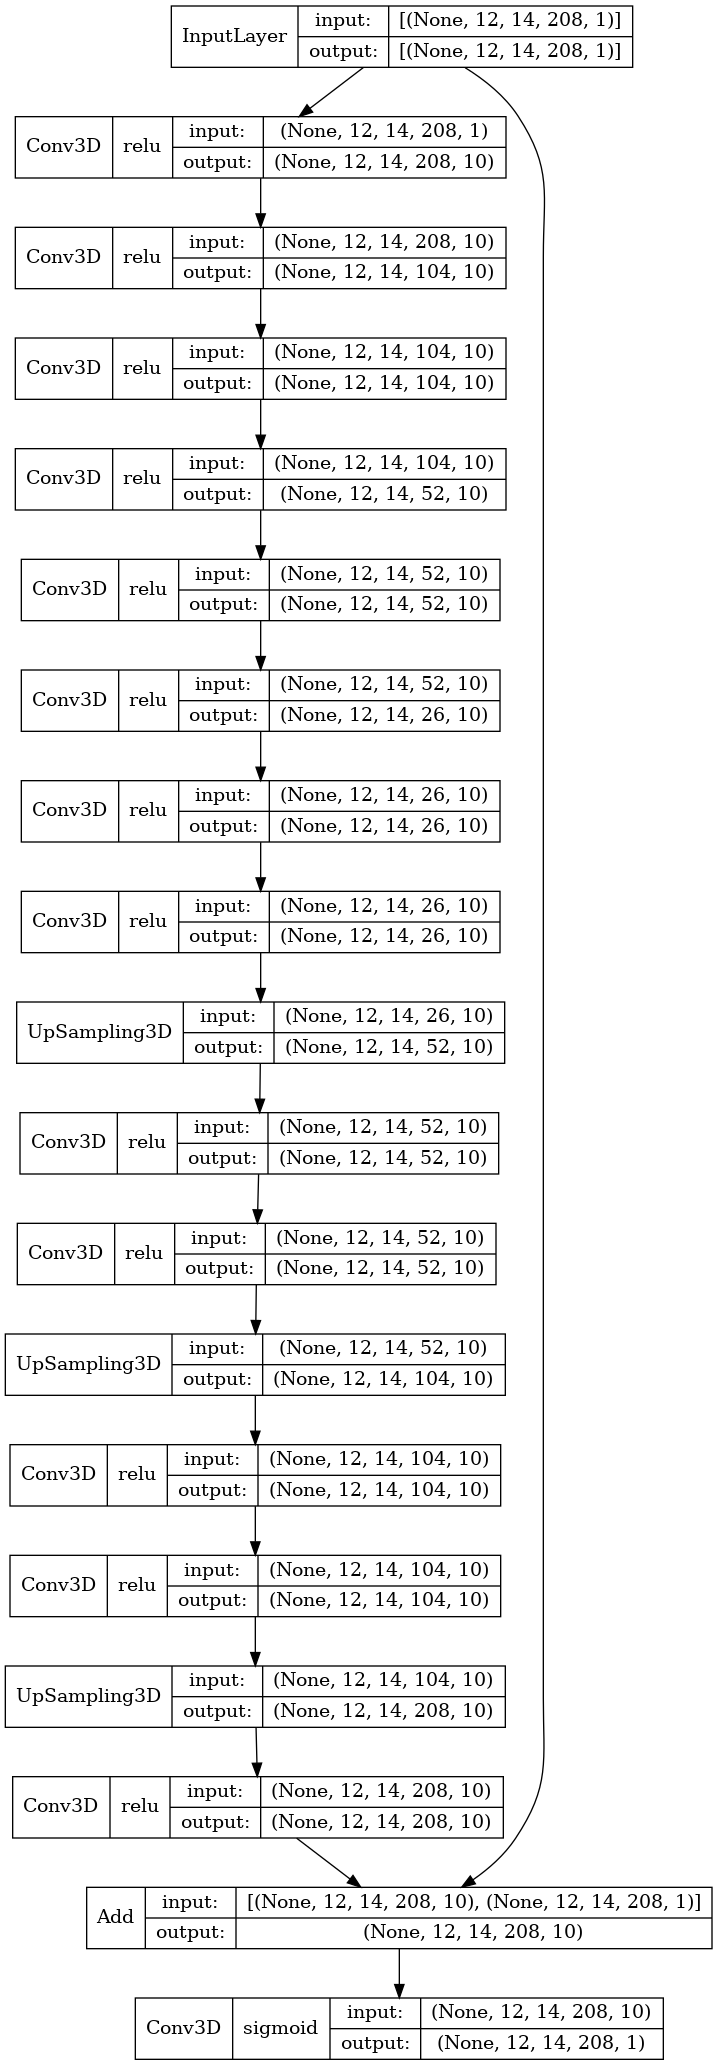 InputLayer input: [(None, 12, 14, 208, 1)]
output: [(None, 12, 14, 208, 1)]
Conv3D relu input: (None, 12, 14, 208, 1)
output: (None, 12, 14, 208, 10)
Conv3D relu input: (None, 12, 14, 208, 10)
output: (None, 12, 14, 104, 10)
Conv3D relu input: (None, 12, 14, 104, 10)
output: (None, 12, 14, 104, 10)
Conv3D relu input: (None, 12, 14, 104, 10)
output: (None, 12, 14, 52, 10)
Conv3D relu input: (None, 12, 14, 52, 10)
output: (None, 12, 14, 52, 10)
Conv3D relu input: (None, 12, 14, 52, 10)
output: (None, 12, 14, 26, 10)
Conv3D relu input: (None, 12, 14, 26, 10)
output: (None, 12, 14, 26, 10)
Conv3D relu input: (None, 12, 14, 26, 10)
output: (None, 12, 14, 26, 10)
UpSampling3D input: (None, 12, 14, 26, 10)
output: (None, 12, 14, 52, 10)
Conv3D relu input: (None, 12, 14, 52, 10)
output: (None, 12, 14, 52, 10)
Conv3D relu input: (None, 12, 14, 52, 10)
output: (None, 12, 14, 52, 10)
UpSampling3D input: (None, 12, 14, 52, 10)
output: (None, 12, 14, 104, 10)
Conv3D relu input: (None, 12, 14, 104, 10)
output: (None, 12, 14, 104, 10)
Conv3D relu input: (None, 12, 14, 104, 10)
output: (None, 12, 14, 104, 10)
UpSampling3D input: (None, 12, 14, 104, 10)
output: (None, 12, 14, 208, 10)
Conv3D relu input: (None, 12, 14, 208, 10)
output: (None, 12, 14, 208, 10)
Add input: [(None, 12, 14, 208, 10), (None, 12, 14, 208, 1)]
output: (None, 12, 14, 208, 10)
Conv3D sigmoid input: (None, 12, 14, 208, 10)
output: (None, 12, 14, 208, 1)